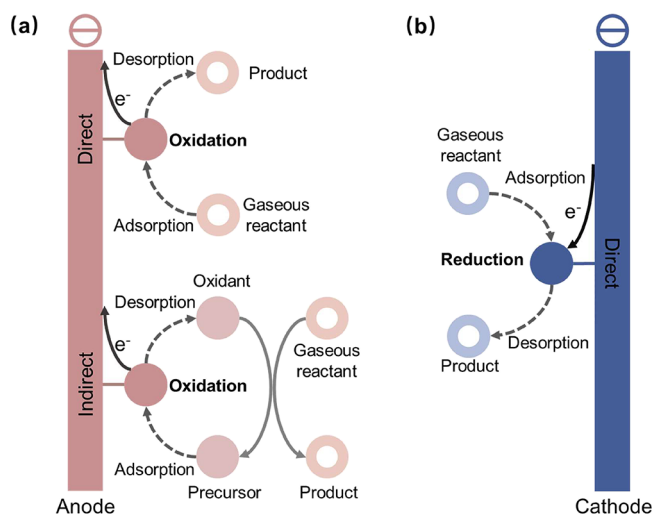 (a)
Desorption
Product
e-
Direct
Oxidation
Adsorption
Gaseous
reactant
Oxidant
Desorption
e-
Gaseous
reactant
Indirect
Oxidation
Adsorption
Precursor
Product
Anode
(b)
Gaseous
reactant
Adsorption
e-
Reduction
Direct
Desorption
Product
Cathode